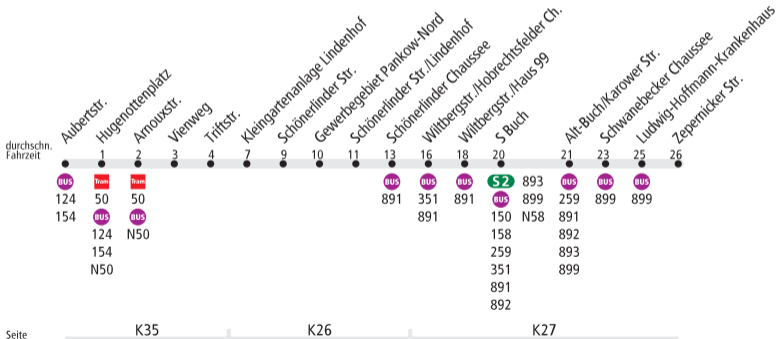 Aubertstr.
Hugenottenplatz
Arnouxstr.
Vienweg
Triftstr.
Kleingartenanlage Lindenhof
Schönerlinder Str.
Gewerbegebiet Pankow-Nord
Schönerlinder Str./Lindenhof
Schönerlinder Chaussee
Wiltbergstr./Hobrechtsfelder Ch.
Wiltbergstr./Haus 99
S Buch
Alt-Buch/Karower Str.
Schwanebecker Chaussee
Ludwig-Hoffmann-Krankenhaus
Zepernicker Str.
durchschn.
Fahrzeit 1 2 3 4 7 9 10 11 13 16 18 20 21 23 25 26
BUS Tram Tram BUS BUS BUS S2 893 BUS BUS BUS
124 50 50 891 351 891 BUS 899 259 899 899
154 BUS BUS 891 150 N58 891
124 N50 158 892
154 259 893
N50 351 899
891
892
Seite K35 K26 K27